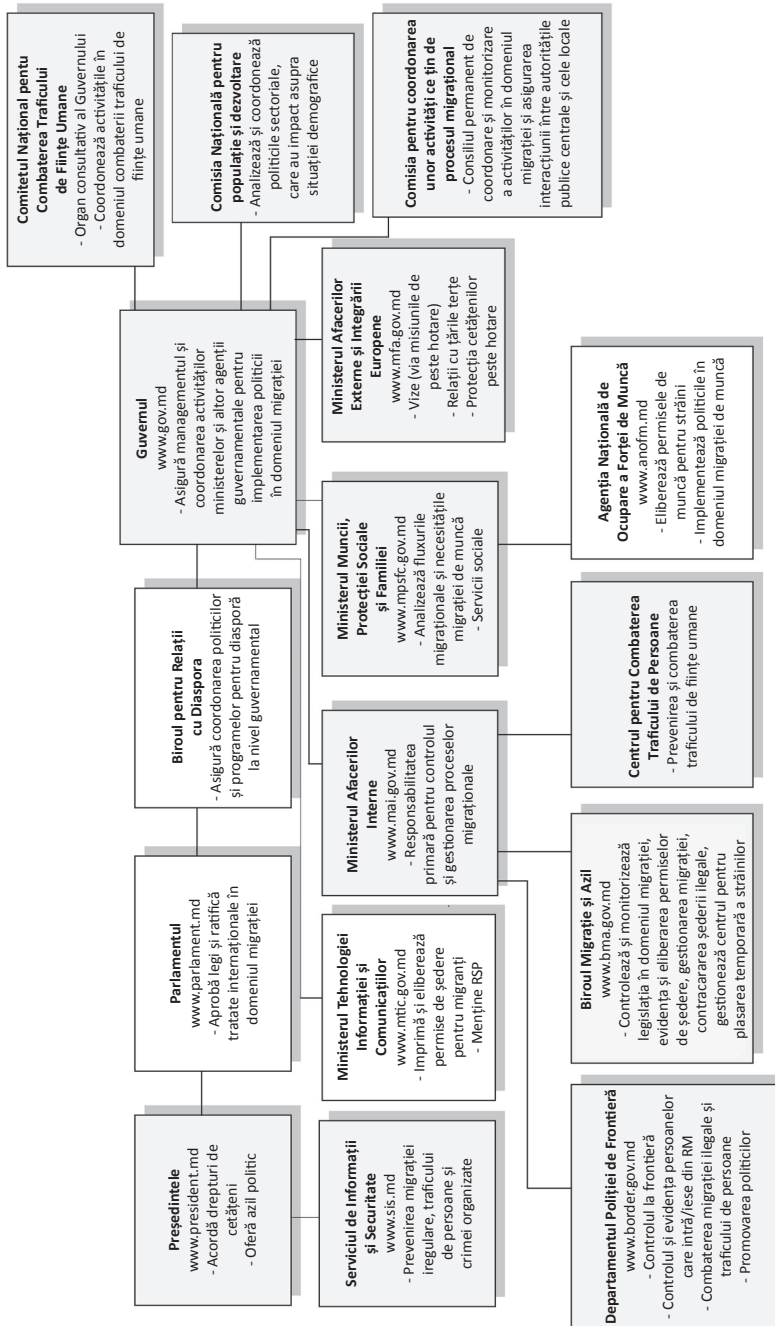 Președintele
www.president.md
- Acordă drepturi de
cetățeni
- Oferă azil politic
Parlamentul
www.parlament.md
- Aprobă legi și ratifică
tratate internaționale în
domeniul migrației
Biroul pentru Relații
cu Diaspora
- Asigură coordonarea politicilor
și programelor pentru diasporă
la nivel guvernamental
Guvernul
www.gov.md
- Asigură managementul și
coordonarea activităților
ministerelor și altor agenții
guvernamentale pentru
implementarea politicii
în domeniul migrației
Comitetul Național pentu
Combaterea Traficului
de Ființe Umane
- Organ consultativ al Guvernului
- Coordonează activitățile în
domeniul combaterii traficului de
ființe umane
Comisia Națională pentru
populație și dezvoltare
- Analizează și coordonează
politicile sectoriale,
care au impact asupra
situației demografice
Comisia pentru coordonarea
unor activități ce țin de
procesul migrațional
- Consiliul permanent de
coordonare și monitorizare
a activităților în domeniul
migrației și asigurarea
interacțiunii între autoritățile
publice centrale și cele locale
Serviciul de Informații
și Securitate
www.sis.md
- Prevenirea migrației
iregulare, traficului
de persoane și
crimei organizate
Ministerul Tehnologiei
Informației și
Comunicațiilor
www.mtic.gov.md
- Imprimă și eliberează
permise de ședere
pentru migranți
- Menține RSP
Ministerul Afacerilor
Interne
www.mai.gov.md
- Responsabilitatea
primară pentru controlul
și gestionarea proceselor
migraționale
Ministerul Muncii,
Protecției Sociale
și Familiei
www.mpsfc.gov.md
- Analizează fluxurile
migraționale și necesitățile
migrației de muncă
- Servicii sociale
Ministerul Afacerilor
Externe și Integrării
Europene
www.mfa.gov.md
- Vize (via misiunile de
peste hotare)
- Relații cu țările terțe
- Protecția cetățenilor
peste hotare
Departamentul Poliției de Frontieră
www.border.gov.md
- Controlul la frontieră
- Controlul și evidența persoanelor
care intră/iese din RM
- Combaterea migrației ilegale și
traficului de persoane
- Promovarea politicilor
Biroul Migrație și Azil
www.bma.gov.md
- Controlează și monitorizează
legislația în domeniul migrației,
evidența și eliberarea permiselor
de ședere, gestionarea migrației,
contracararea șederii ilegale,
gestionează centrul pentru
plasarea temporară a străinilor
Centrul pentru Combaterea
Traficului de Persoane
- Prevenirea și combaterea
traficului de ființe umane
Agenția Națională de
Ocupare a Forței de Muncă
www.anofm.md
- Eliberează permisele de
muncă pentru străini
- Implementează politicile în
domeniul migrației de muncă